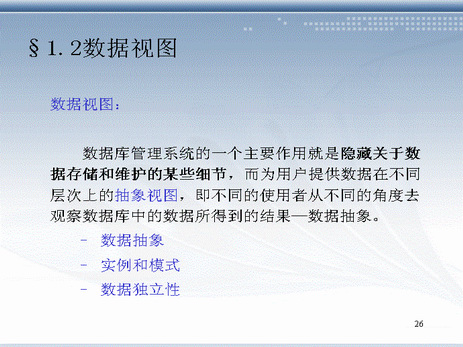 §1.2数据视图
数据视图：
数据库管理系统的一个主要作用就是隐藏关于数
据存储和维护的某些细节，而为用户提供数据在不同
层次上的抽象视图，即不同的使用者从不同的角度去
观察数据库中的数据所得到的结果—数据抽象。
– 数据抽象
– 实例和模式
– 数据独立性
26